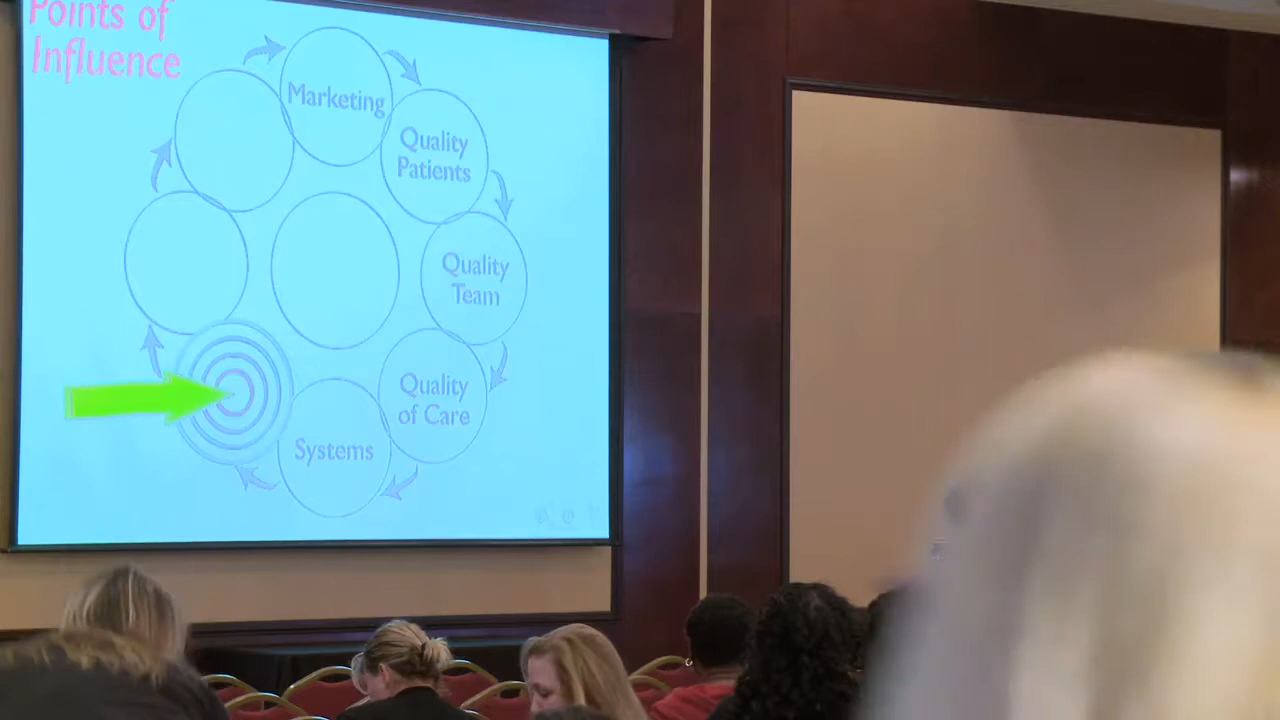 Points of
Influence
Marketing
Quality
Patients
Quality
Team
Quality
of Care
Systems